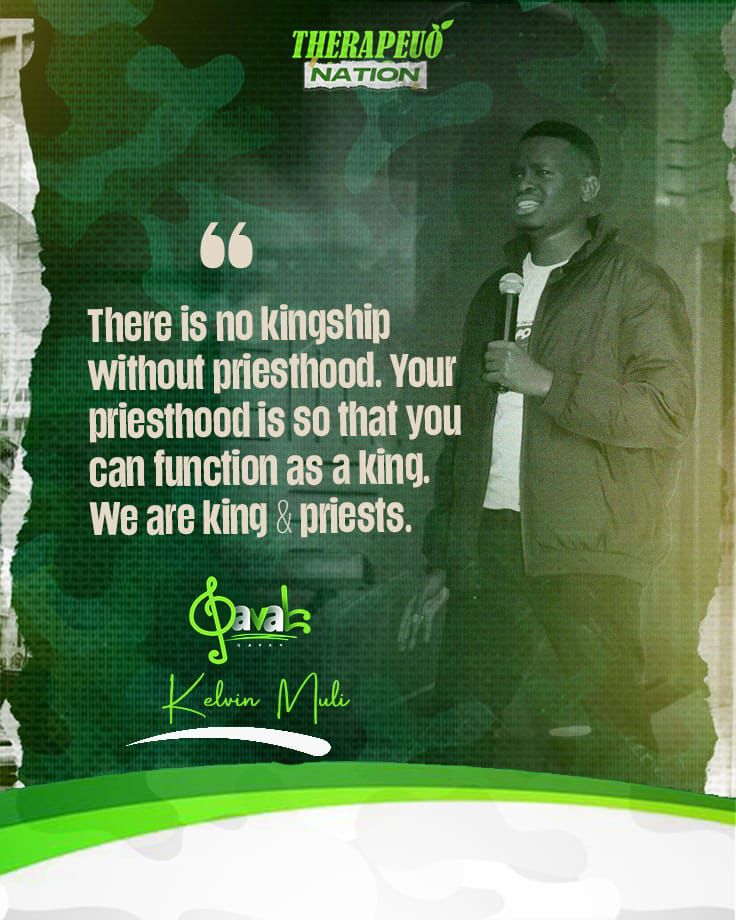 THERAPEUO
NATION
“
There is no kingship
without priesthood. Your
priesthood is so that you
can function as a king.
We are king & priests.
Kelvin Muli